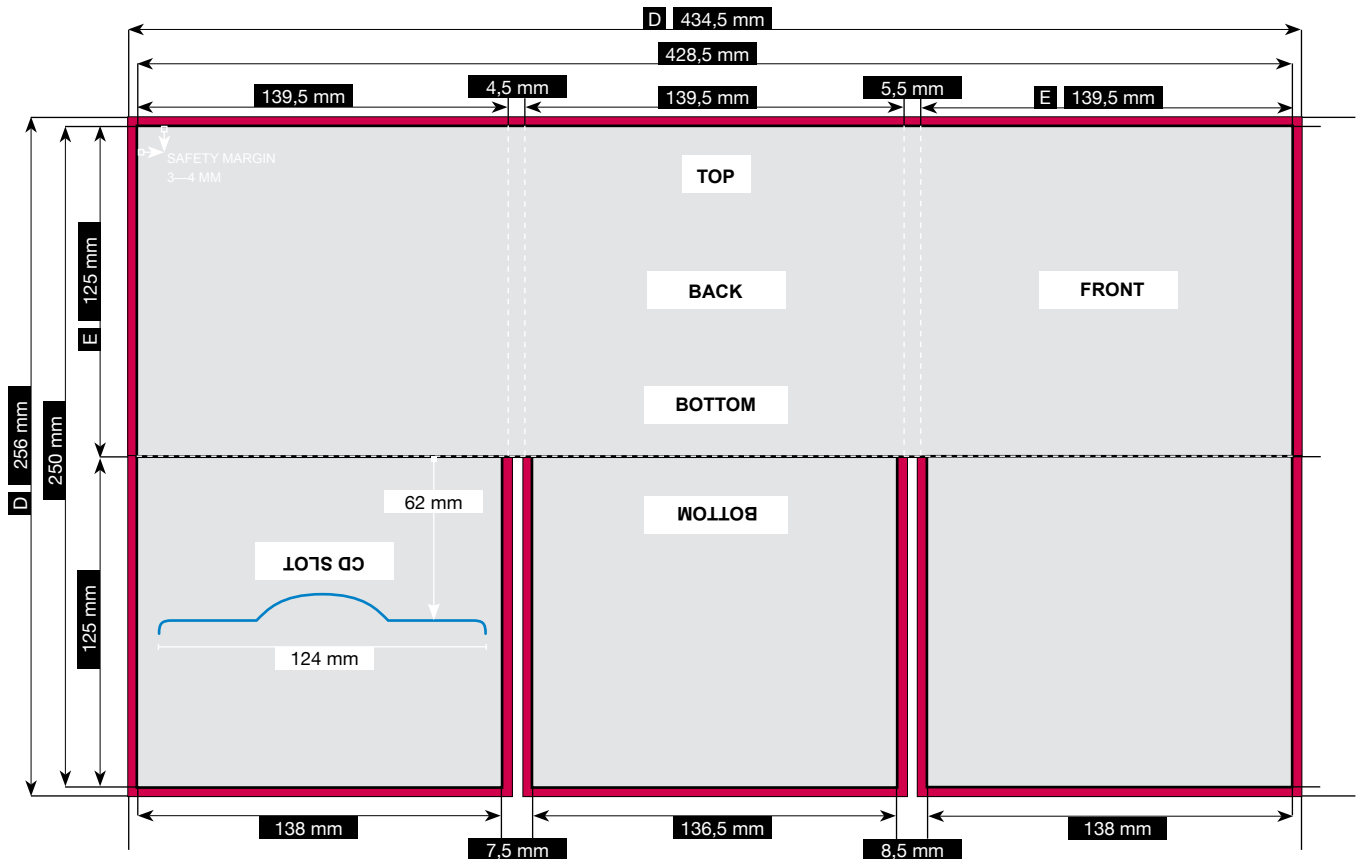 D 434,5 mm
428,5 mm
139,5 mm
4,5 mm
139,5 mm
5,5 mm
E 139,5 mm
SAFETY MARGIN
3—4 MM
TOP
BACK
FRONT
BOTTOM
E 125 mm
D 256 mm
250 mm
125 mm
62 mm
BOTTOM
CD SLOT
124 mm
138 mm
7,5 mm
136,5 mm
8,5 mm
138 mm